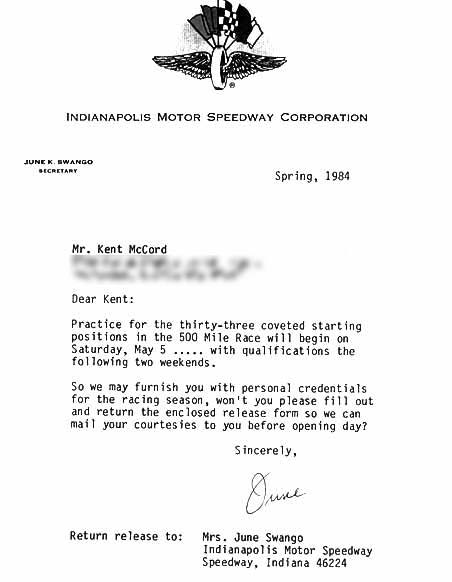 INDIANAPOLIS MOTOR SPEEDWAY CORPORATION
JUNE K. SWANGO
SECRETARY
Spring, 1984
Mr. Kent McCord
Dear Kent:
Practice for the thirty-three coveted starting
positions in the 500 Mile Race will begin on
Saturday, May 5 ..... with qualifications the
following two weekends.
So we may furnish you with personal credentials
for the racing season, won't you please fill out
and return the enclosed release form so we can
mail your courtesies to you before opening day?
Sincerely,
June
Return release to: Mrs. June Swango
Indianapolis Motor Speedway
Speedway, Indiana 46224